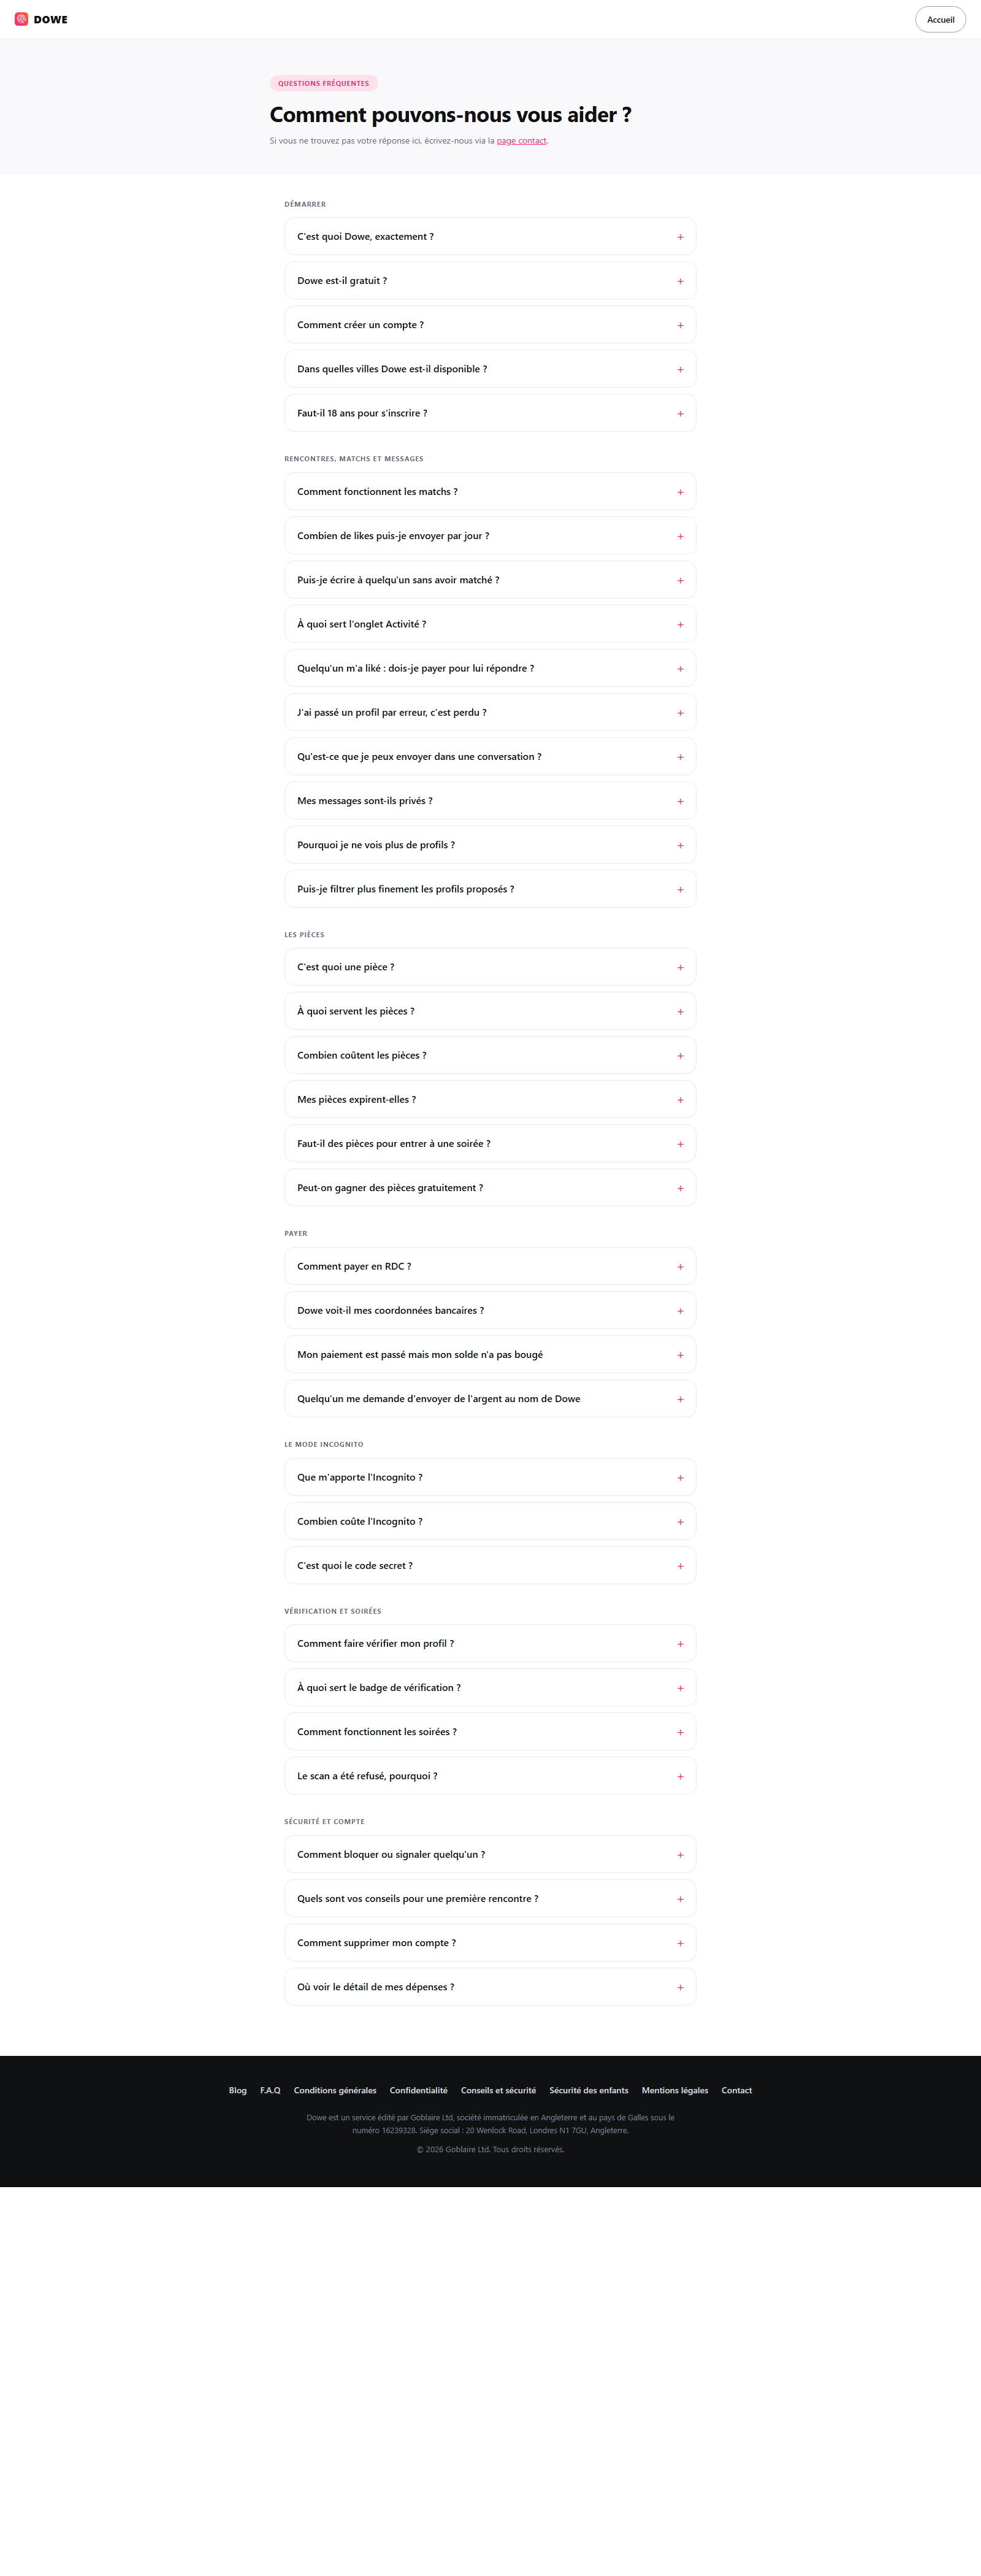 DOWE
Accueil
QUESTIONS FRÉQUENTES
Comment pouvons-nous vous aider ?
Si vous ne trouvez pas votre réponse ici, écrivez-nous via la page contact.
DÉMARRER
C'est quoi Dowe, exactement ?
+
Dowe est-il gratuit ?
+
Comment créer un compte ?
+
Dans quelles villes Dowe est-il disponible ?
+
Faut-il 18 ans pour s'inscrire ?
+
RENCONTRES, MATCHS ET MESSAGES
Comment fonctionnent les matchs ?
+
Combien de likes puis-je envoyer par jour ?
+
Puis-je écrire à quelqu'un sans avoir matché ?
+
À quoi sert l'onglet Activité ?
+
Quelqu'un m'a liké : dois-je payer pour lui répondre ?
+
J'ai passé un profil par erreur, c'est perdu ?
+
Qu'est-ce que je peux envoyer dans une conversation ?
+
Mes messages sont-ils privés ?
+
Pourquoi je ne vois plus de profils ?
+
Puis-je filtrer plus finement les profils proposés ?
+
LES PIÈCES
C'est quoi une pièce ?
+
À quoi servent les pièces ?
+
Combien coûtent les pièces ?
+
Mes pièces expirent-elles ?
+
Faut-il des pièces pour entrer à une soirée ?
+
Peut-on gagner des pièces gratuitement ?
+
PAYER
Comment payer en RDC ?
+
Dowe voit-il mes coordonnées bancaires ?
+
Mon paiement est passé mais mon solde n'a pas bougé
+
Quelqu'un me demande d'envoyer de l'argent au nom de Dowe
+
LE MODE INCOGNITO
Que m'apporte l'Incognito ?
+
Combien coûte l'Incognito ?
+
C'est quoi le code secret ?
+
VÉRIFICATION ET SOIRÉES
Comment faire vérifier mon profil ?
+
À quoi sert le badge de vérification ?
+
Comment fonctionnent les soirées ?
+
Le scan a été refusé, pourquoi ?
+
SÉCURITÉ ET COMPTE
Comment bloquer ou signaler quelqu'un ?
+
Quels sont vos conseils pour une première rencontre ?
+
Comment supprimer mon compte ?
+
Où voir le détail de mes dépenses ?
+
Blog F.A.Q Conditions générales Confidentialité Conseils et sécurité Sécurité des enfants Mentions légales Contact
Dowe est un service édité par Goblaire Ltd, société immatriculée en Angleterre et au pays de Galles sous le
numéro 16239328. Siège social : 20 Wenlock Road, Londres N1 7GU, Angleterre.
© 2026 Goblaire Ltd. Tous droits réservés.